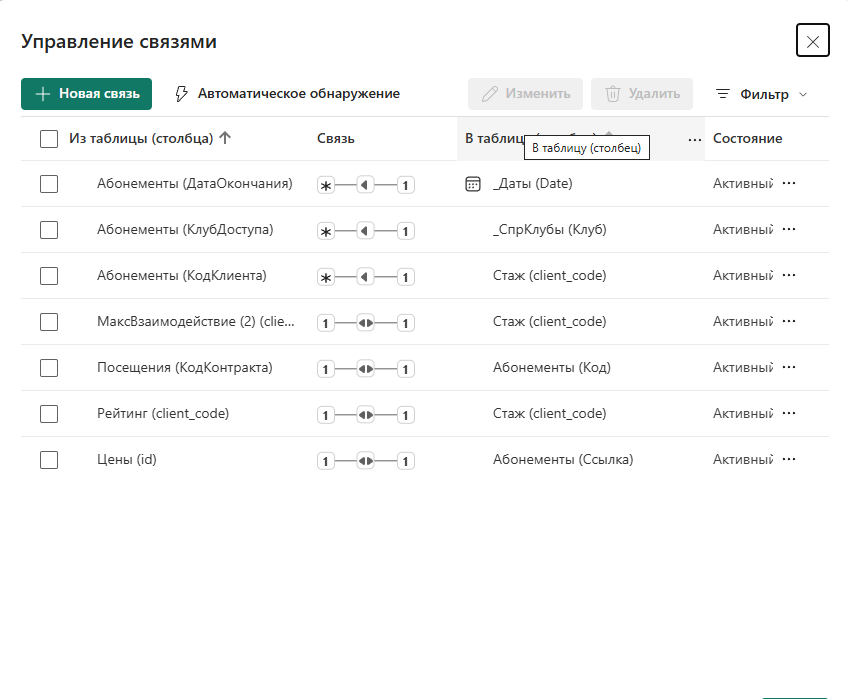 Управление связями
Новая связь Автоматическое обнаружение Изменить Удалить Фильтр
Из таблицы (столбца) Связь В таблицу Состояние
В таблицу (столбец)
Абонементы (ДатаОкончания) * 1 _Даты (Date) Активный ...
Абонементы (КлубДоступа) * 1 _СпрКлубы (Клуб) Активный ...
Абонементы (КодКлиента) * 1 Стаж (client_code) Активный ...
МаксВзаимодействие (2) (clie... 1 1 Стаж (client_code) Активный ...
Посещения (КодКонтракта) 1 1 Абонементы (Код) Активный ...
Рейтинг (client_code) 1 1 Стаж (client_code) Активный ...
Цены (id) 1 1 Абонементы (Ссылка) Активный ...